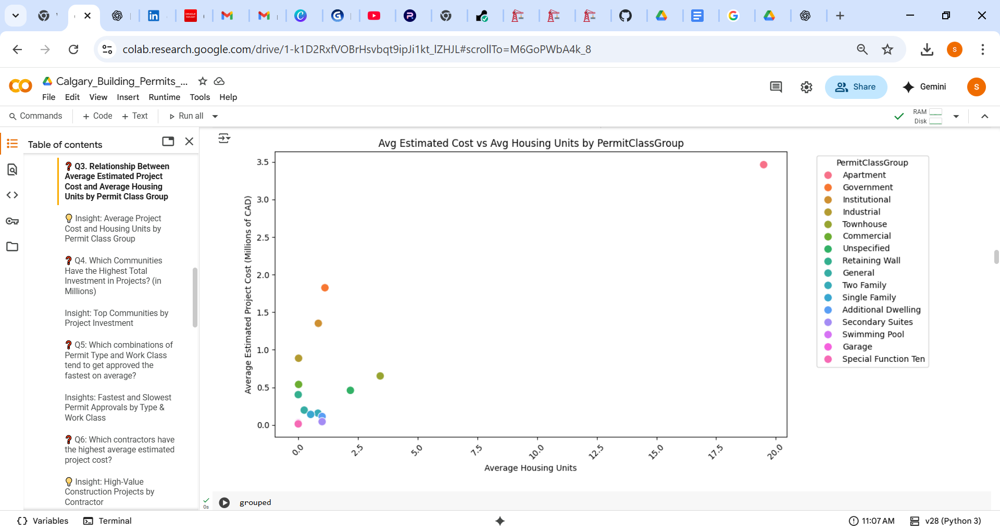 colab.research.google.com/drive/1-k1D2RxfVOBrHsvbqt9ipJi1kt_lZHJL#scrollTo=M6GoPWbA4k_8
S
Calgary_Building_Permits_...
File Edit View Insert Runtime Tools Help
Share
Gemini
S
Commands + Code + Text Run all
RAM
Disk
Table of contents
❓ Q3. Relationship Between
Average Estimated Project
Cost and Average Housing
Units by Permit Class Group
💡 Insight: Average Project
Cost and Housing Units by
Permit Class Group
❓ Q4. Which Communities
Have the Highest Total
Investment in Projects? (in
Millions)
Insight: Top Communities by
Project Investment
❓ Q5: Which combinations of
Permit Type and Work Class
tend to get approved the
fastest on average?
Insights: Fastest and Slowest
Permit Approvals by Type &
Work Class
❓ Q6: Which contractors have
the highest average estimated
project cost?
💡 Insight: High-Value
Construction Projects by
Contractor
Avg Estimated Cost vs Avg Housing Units by PermitClassGroup
Average Estimated Project Cost (Millions of CAD)
3.5
3.0
2.5
2.0
1.5
1.0
0.5
0.0
0.0 2.5 5.0 7.5 10.0 12.5 15.0 17.5 20.0
Average Housing Units
PermitClassGroup
Apartment
Government
Institutional
Industrial
Townhouse
Commercial
Unspecified
Retaining Wall
General
Two Family
Single Family
Additional Dwelling
Secondary Suites
Swimming Pool
Garage
Special Function Ten
0s
grouped
Variables Terminal
11:07 AM v28 (Python 3)